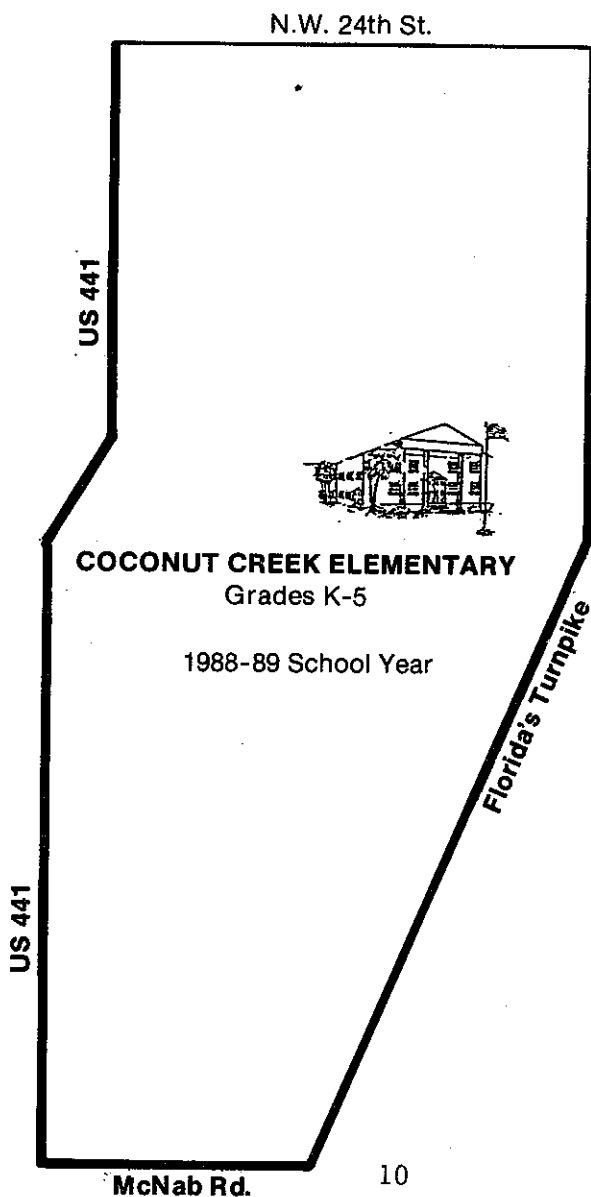 N.W. 24th St.
US 441
COCONUT CREEK ELEMENTARY
Grades K-5
1988-89 School Year
Florida's Turnpike
US 441
McNab Rd.
10